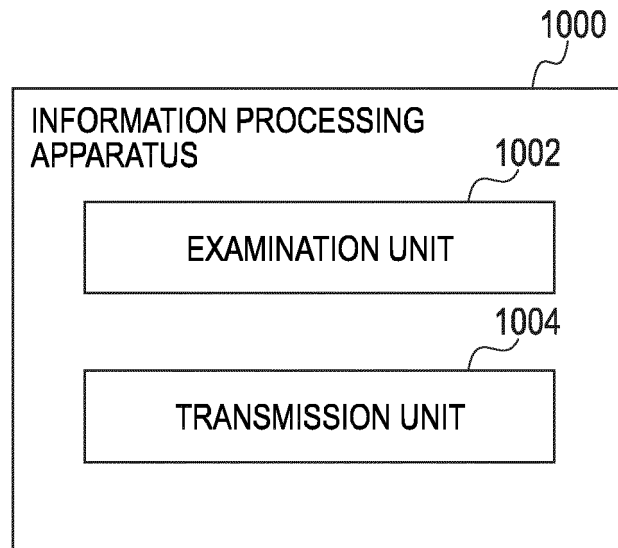 1000
INFORMATION PROCESSING
APPARATUS
1002
EXAMINATION UNIT
1004
TRANSMISSION UNIT